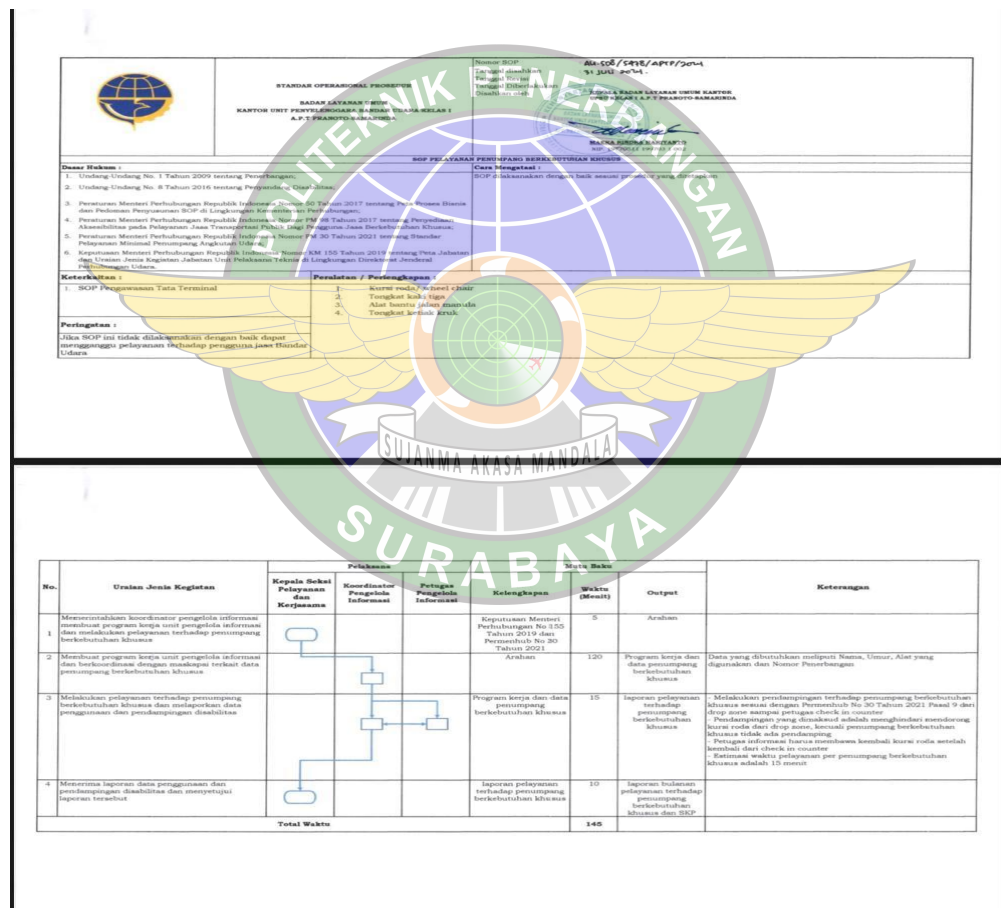 POLITEKNIK PENERBANGAN
SURABAYA
SUJANMA AKASA MANDALA
STANDAR OPERASIONAL PROSEDUR
BADAN LAYANAN UMUM
KANTOR UNIT PENYELENGGARA BANDAR UDARA KELAS I
A.P.T PRANOTO-SAMARINDA
Nomor SOP
Tanggal disahkan
Tanggal Revisi
Tanggal Diberlakukan
Disahkan oleh
KEPALA BADAN LAYANAN UMUM KANTOR
UPBU KELAS I A.P.T PRANOTO-SAMARINDA
SOP PELAYANAN PENUMPANG BERKEBUTUHAN KHUSUS
Dasar Hukum :
1. Undang-Undang No. 1 Tahun 2009 tentang Penerbangan;
2. Undang-Undang No. 8 Tahun 2016 tentang Penyandang Disabilitas;
3. Peraturan Menteri Perhubungan Republik Indonesia Nomor 50 Tahun 2017 tentang Peta Proses Bisnis
dan Pedoman Penyusunan SOP di Lingkungan Kementerian Perhubungan;
4. Peraturan Menteri Perhubungan Republik Indonesia Nomor PM 98 Tahun 2017 tentang Penyediaan
Aksesibilitas pada Pelayanan Jasa Transportasi Publik Bagi Pengguna Jasa Berkebutuhan Khusus;
5. Peraturan Menteri Perhubungan Republik Indonesia Nomor PM 30 Tahun 2021 tentang Standar
Pelayanan Minimal Penumpang Angkutan Udara;
6. Keputusan Menteri Perhubungan Republik Indonesia Nomor KM 155 Tahun 2019 tentang Peta Jabatan
dan Uraian Jenis Kegiatan Jabatan Unit Pelaksana Teknis di Lingkungan Direktorat Jenderal
Perhubungan Udara.
Cara Mengatasi :
SOP dilaksanakan dengan baik sesuai prosedur yang ditetapkan
Keterkaitan :
1. SOP Pengawasan Tata Terminal
Peralatan / Perlengkapan :
1. Kursi roda/ wheel chair
2. Tongkat kaki tiga
3. Alat bantu jalan manula
4. Tongkat ketiak kruk
Peringatan :
Jika SOP ini tidak dilaksanakan dengan baik dapat
mengganggu pelayanan terhadap pengguna jasa Bandar
Udara
No.
Uraian Jenis Kegiatan
Pelaksana
Kepala Seksi
Pelayanan
dan
Kerjasama
Koordinator
Pengelola
Informasi
Petugas
Pengelola
Informasi
Mutu Baku
Kelengkapan
Waktu
(Menit)
Output
Keterangan
1
Memerintahkan koordinator pengelola informasi
membuat program kerja unit pengelola informasi
dan melakukan pelayanan terhadap penumpang
berkebutuhan khusus
Keputusan Menteri
Perhubungan No 155
Tahun 2019 dan
Permenhub No 30
Tahun 2021
5
Arahan
2
Membuat program kerja unit pengelola informasi
dan berkoordinasi dengan maskapai terkait data
penumpang berkebutuhan khusus
Arahan
120
Program kerja dan
data penumpang
berkebutuhan
khusus
Data yang dibutuhkan meliputi Nama, Umur, Alat yang
digunakan dan Nomor Penerbangan
3
Melakukan pelayanan terhadap penumpang
berkebutuhan khusus dan melaporkan data
penggunaan dan pendampingan disabilitas
Program kerja dan data
penumpang
berkebutuhan khusus
15
laporan pelayanan
terhadap
penumpang
berkebutuhan
khusus
- Melakukan pendampingan terhadap penumpang berkebutuhan
khusus sesuai dengan Permenhub No 30 Tahun 2021 Pasal 9 dari
drop zone sampai petugas check in counter
- Pendampingan yang dimaksud adalah menghindari mendorong
kursi roda dari drop zone, kecuali penumpang berkebutuhan
khusus tidak ada pendamping
- Petugas informasi harus membawa kembali kursi roda setelah
kembali dari check in counter
- Estimasi waktu pelayanan per penumpang berkebutuhan
khusus adalah 15 menit
4
Menerima laporan data penggunaan dan
pendampingan disabilitas dan menyetujui
laporan tersebut
laporan pelayanan
terhadap penumpang
berkebutuhan khusus
10
laporan bulanan
pelayanan terhadap
penumpang
berkebutuhan
khusus dan SKP
Total Waktu
145